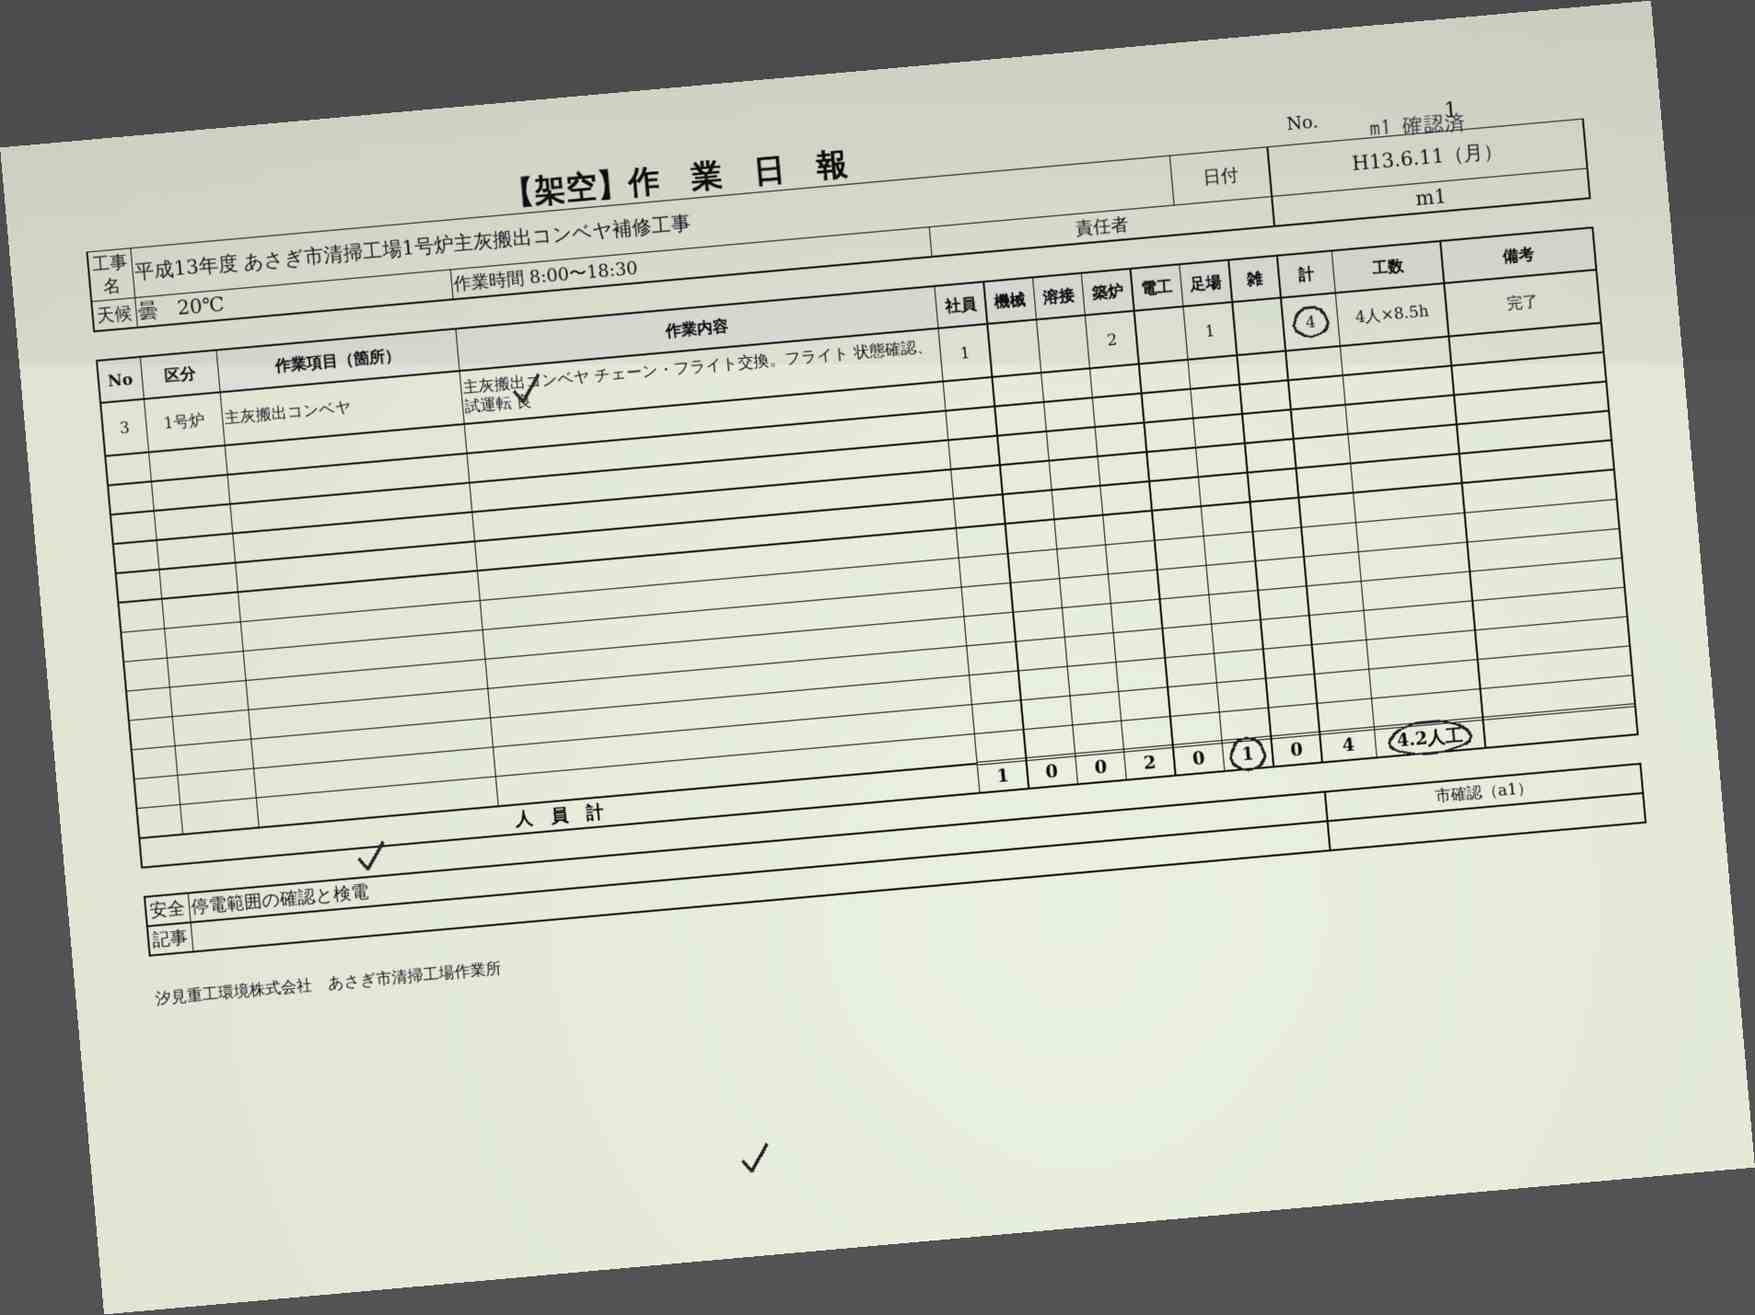 No. 1
m1 確認済
【架空】作 業 日 報
工事名 平成13年度 あさぎ市清掃工場1号炉主灰搬出コンベヤ補修工事 日付 H13.6.11（月）
天候 曇 20℃ 作業時間 8:00〜18:30 責任者 m1
No 区分 作業項目（箇所） 作業内容 社員 機械 溶接 築炉 電工 足場 雑 計 工数 備考
3 1号炉 主灰搬出コンベヤ 主灰搬出コンベヤ チェーン・フライト交換。フライト 状態確認、 1 2 1 4 4人×8.5h 完了
試運転 良
人 員 計 1 0 0 2 0 1 0 4 4.2人工
安全 停電範囲の確認と検電 市確認（a1）
記事
汐見重工環境株式会社 あさぎ市清掃工場作業所